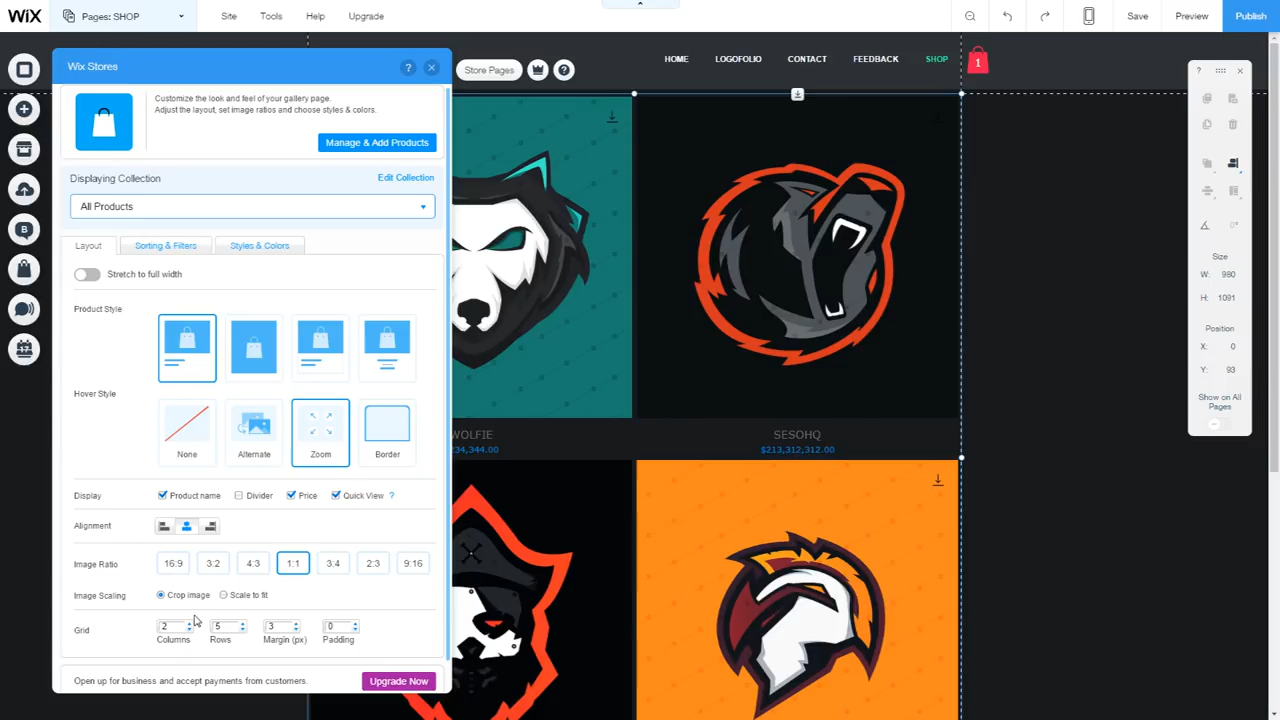 WiX
Pages: SHOP
Site
Tools
Help
Upgrade
Save
Preview
Publish
Wix Stores
?
Store Pages
?
HOME
LOGOFOLIO
CONTACT
FEEDBACK
SHOP
1
Customize the look and feel of your gallery page.
Adjust the layout, set image ratios and choose styles & colors.
Manage & Add Products
Displaying Collection
Edit Collection
All Products
Layout
Sorting & Filters
Styles & Colors
Stretch to full width
Product Style
Hover Style
None
Alternate
Zoom
Border
Display
Product name
Divider
Price
Quick View
?
Alignment
Image Ratio
16:9
3:2
4:3
1:1
3:4
2:3
9:16
Image Scaling
Crop image
Scale to fit
Grid
2
5
3
0
Columns
Rows
Margin (px)
Padding
Open up for business and accept payments from customers.
Upgrade Now
B
WOLFIE
234,344.00
SESOHQ
$213,312,312.00
?
0°
Size
W: 980
H: 1091
Position
X: 0
Y: 93
Show on All
Pages